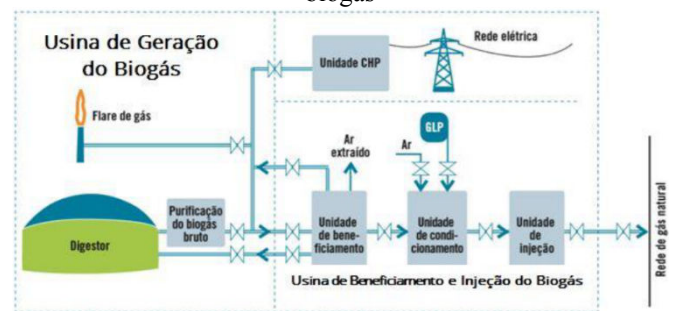 biogás
Usina de Geração
do Biogás
Flare de gás
Unidade CHP
Rede elétrica
Ar
extraído
Ar
GLP
Digestor
Purificação
do biogás
bruto
Unidade
de bene-
ficiamento
Unidade
de condi-
cionamento
Unidade
de
injeção
Rede de gás natural
Usina de Beneficiamento e Injeção do Biogás